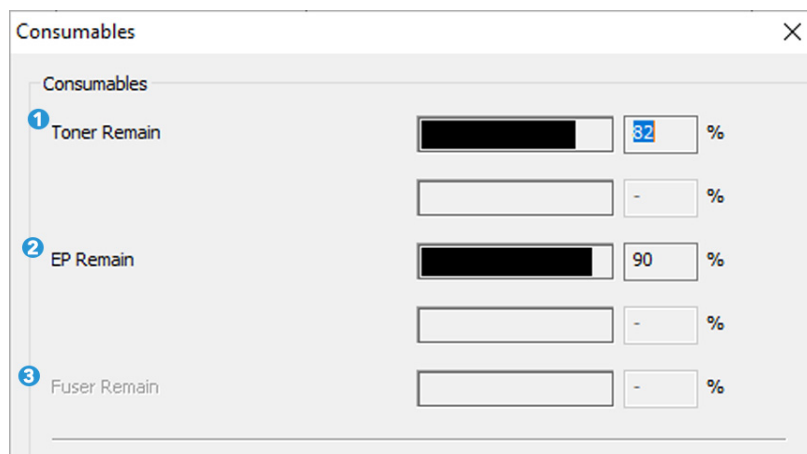 Consumables
Consumables
1 Toner Remain 82 %
- %
2 EP Remain 90 %
- %
3 Fuser Remain - %